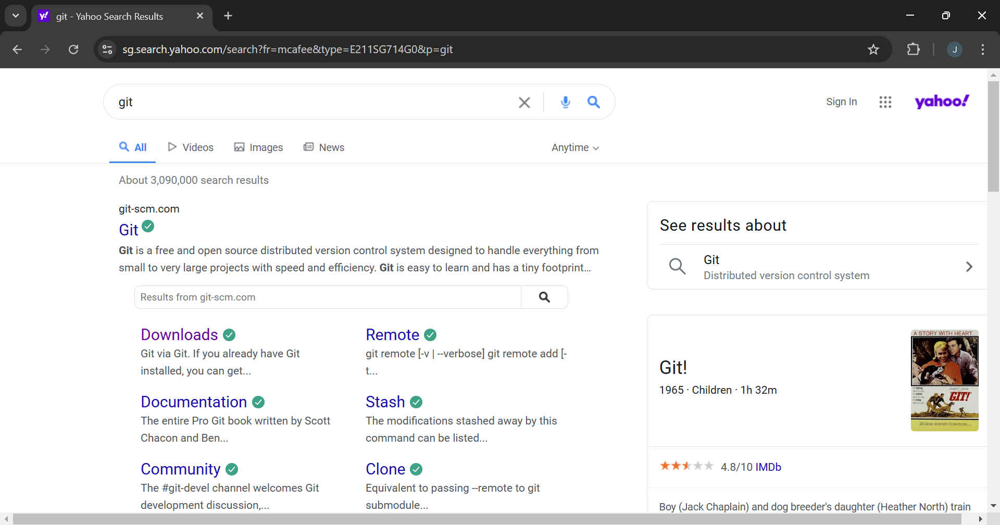 git - Yahoo Search Results
sg.search.yahoo.com/search?fr=mcafee&type=E211SG714G0&p=git
J
git
Sign In
yahoo!
All
Videos
Images
News
Anytime
About 3,090,000 search results
git-scm.com
Git
Git is a free and open source distributed version control system designed to handle everything from
small to very large projects with speed and efficiency. Git is easy to learn and has a tiny footprint...
Results from git-scm.com
Downloads
Git via Git. If you already have Git
installed, you can get...
Remote
git remote [-v | --verbose] git remote add [-
t...
Documentation
The entire Pro Git book written by Scott
Chacon and Ben...
Stash
The modifications stashed away by this
command can be listed...
Community
The #git-devel channel welcomes Git
development discussion,...
Clone
Equivalent to passing --remote to git
submodule...
See results about
Git
Distributed version control system
Git!
1965 · Children · 1h 32m
A STORY WITH HEART...
Joseph E. Levine
GIT!
4.8/10 IMDb
Boy (Jack Chaplain) and dog breeder's daughter (Heather North) train